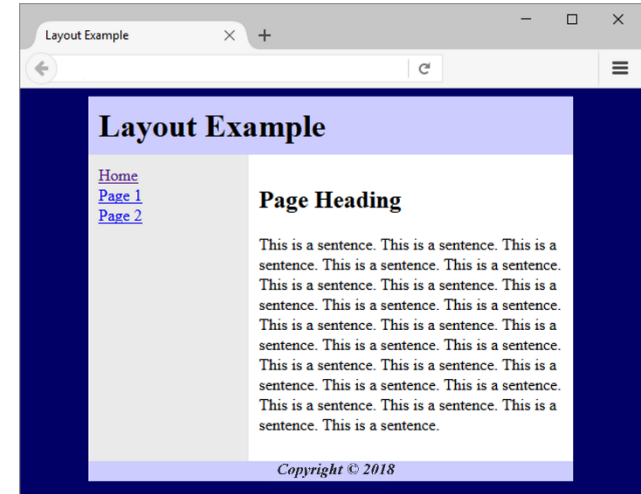 Layout Example
Layout Example
Home
Page 1
Page 2
Page Heading
This is a sentence. This is a sentence. This is a
sentence. This is a sentence. This is a sentence.
This is a sentence. This is a sentence. This is a
sentence. This is a sentence. This is a sentence.
This is a sentence. This is a sentence. This is a
sentence. This is a sentence. This is a sentence.
This is a sentence. This is a sentence. This is a
sentence. This is a sentence. This is a sentence.
This is a sentence. This is a sentence. This is a
sentence. This is a sentence.
Copyright © 2018